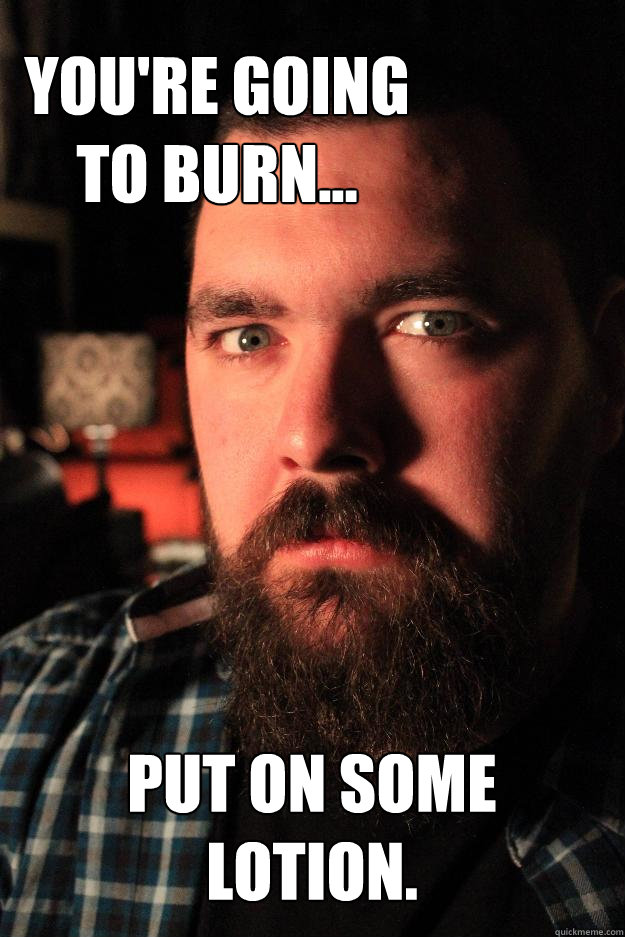 YOU'RE GOING
TO BURN...
PUT ON SOME
LOTION.
quickmeme.com